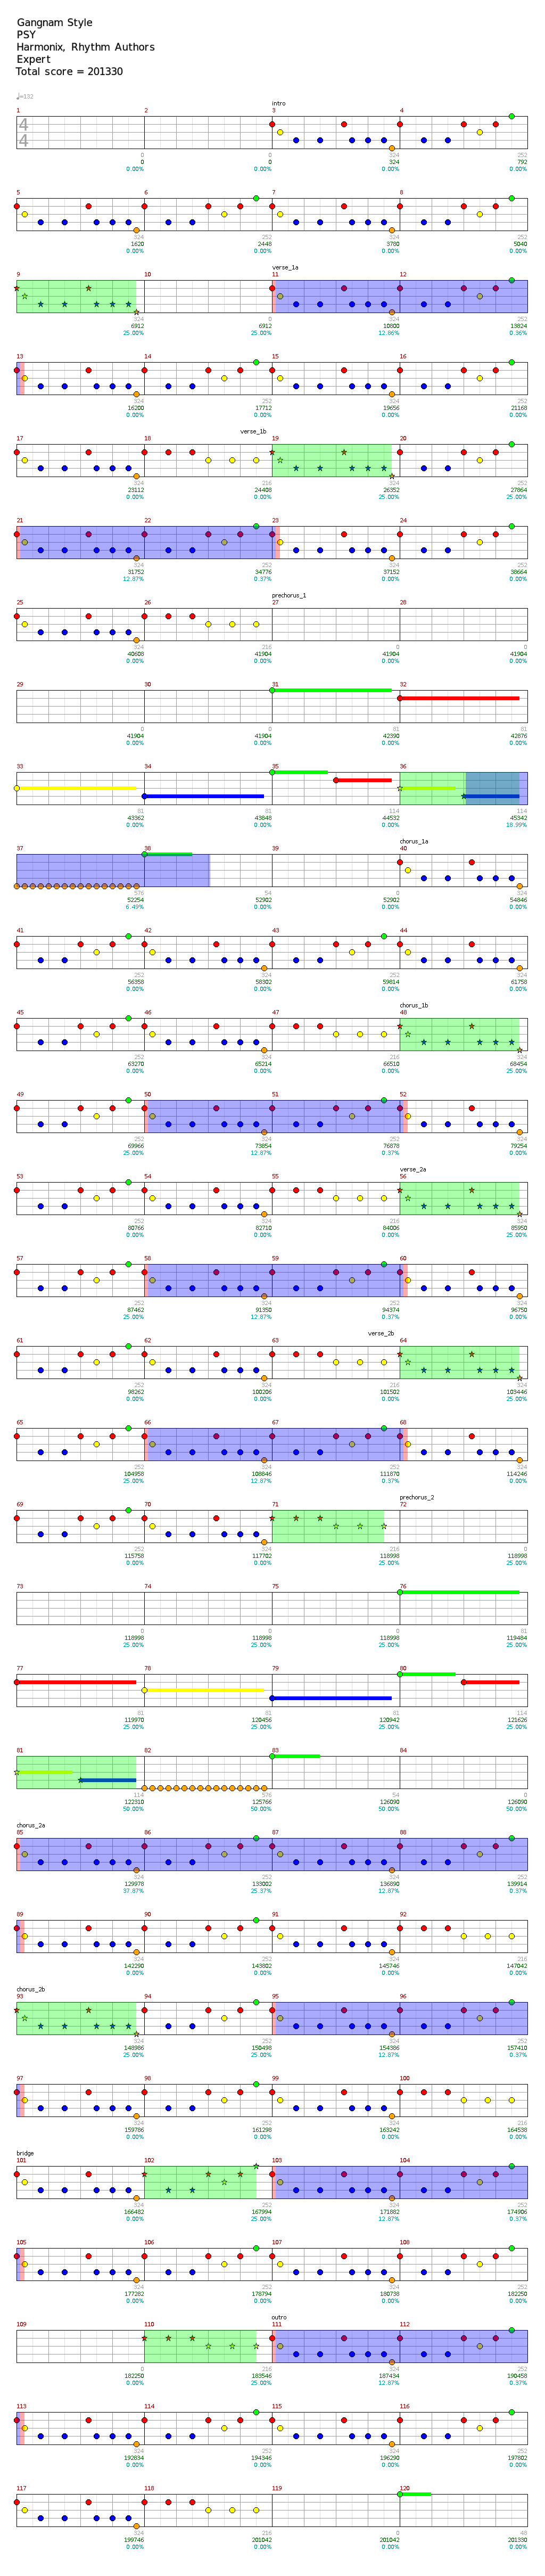 Gangnam Style
PSY
Harmonix, Rhythm Authors
Expert
Total score = 201330
♩=132
intro
1 2 3 4
4
4
0 0 324 252
0 0 324 792
0.00% 0.00% 0.00% 0.00%
5 6 7 8
324 252 324 252
1620 2448 3780 5040
0.00% 0.00% 0.00% 0.00%
verse_1a
9 10 11 12
324 0 324 252
6912 6912 10800 13824
25.00% 25.00% 12.86% 0.36%
13 14 15 16
324 252 324 252
16200 17712 19656 21168
0.00% 0.00% 0.00% 0.00%
verse_1b
17 18 19 20
324 216 324 252
23112 24408 26352 27864
0.00% 0.00% 25.00% 25.00%
21 22 23 24
324 252 324 252
31752 34776 37152 38664
12.87% 0.37% 0.00% 0.00%
prechorus_1
25 26 27 28
324 216 0 0
40608 41904 41904 41904
0.00% 0.00% 0.00% 0.00%
29 30 31 32
0 0 81 81
41904 41904 42390 42876
0.00% 0.00% 0.00% 0.00%
33 34 35 36
81 81 114 114
43362 43848 44532 45342
0.00% 0.00% 0.00% 18.99%
chorus_1a
37 38 39 40
576 54 0 324
52254 52902 52902 54846
6.49% 0.00% 0.00% 0.00%
41 42 43 44
252 324 252 324
56358 58302 59814 61758
0.00% 0.00% 0.00% 0.00%
chorus_1b
45 46 47 48
252 324 216 324
63270 65214 66510 68454
0.00% 0.00% 0.00% 25.00%
49 50 51 52
252 324 252 324
69966 73854 76878 79254
25.00% 12.87% 0.37% 0.00%
verse_2a
53 54 55 56
252 324 216 324
80766 82710 84006 85950
0.00% 0.00% 0.00% 25.00%
57 58 59 60
252 324 252 324
87462 91350 94374 96750
25.00% 12.87% 0.37% 0.00%
verse_2b
61 62 63 64
252 324 216 324
98262 100206 101502 103446
0.00% 0.00% 0.00% 25.00%
65 66 67 68
252 324 252 324
104958 108846 111870 114246
25.00% 12.87% 0.37% 0.00%
prechorus_2
69 70 71 72
252 324 216 0
115758 117702 118998 118998
0.00% 0.00% 25.00% 25.00%
73 74 75 76
0 0 0 81
118998 118998 118998 119484
25.00% 25.00% 25.00% 25.00%
77 78 79 80
81 81 81 114
119970 120456 120942 121626
25.00% 25.00% 25.00% 25.00%
81 82 83 84
114 576 54 0
122310 125766 126090 126090
50.00% 50.00% 50.00% 50.00%
chorus_2a
85 86 87 88
324 252 324 252
129978 133002 136890 139914
37.87% 25.37% 12.87% 0.37%
89 90 91 92
324 252 324 216
142290 143802 145746 147042
0.00% 0.00% 0.00% 0.00%
chorus_2b
93 94 95 96
324 252 324 252
148986 150498 154386 157410
25.00% 25.00% 12.87% 0.37%
97 98 99 100
324 252 324 216
159786 161298 163242 164538
0.00% 0.00% 0.00% 0.00%
bridge
101 102 103 104
324 252 324 252
166482 167994 171882 174906
0.00% 25.00% 12.87% 0.37%
105 106 107 108
324 252 324 252
177282 178794 180738 182250
0.00% 0.00% 0.00% 0.00%
outro
109 110 111 112
0 216 324 252
182250 183546 187434 190458
0.00% 25.00% 12.87% 0.37%
113 114 115 116
324 252 324 252
192834 194346 196290 197802
0.00% 0.00% 0.00% 0.00%
117 118 119 120
324 216 0 48
199746 201042 201042 201330
0.00% 0.00% 0.00% 0.00%